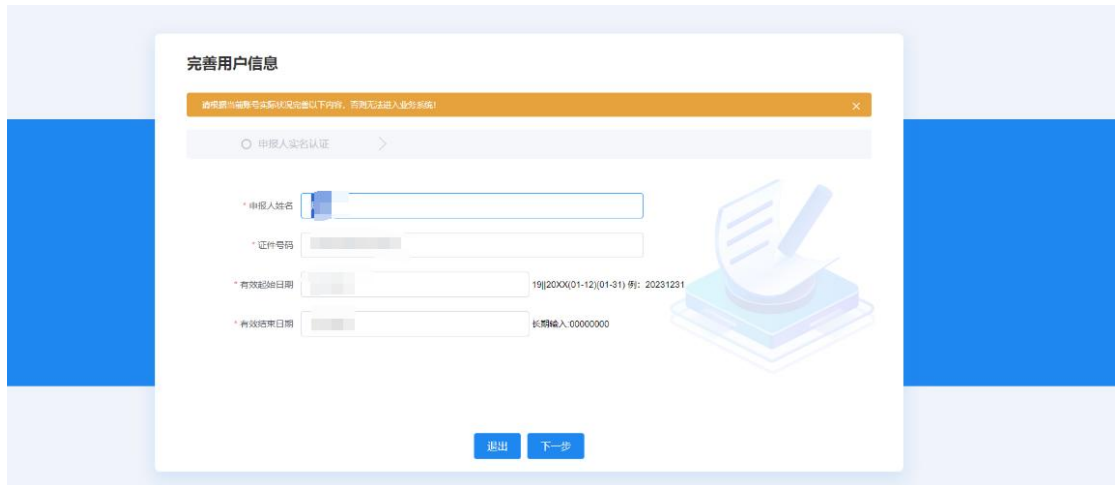 完善用户信息
请根据当前账号实际状况完善以下内容，否则无法进入业务系统！
申报人实名认证
* 申报人姓名
* 证件号码
* 有效起始日期
19||20XX(01-12)(01-31) 例：20231231
* 有效结束日期
长期输入:00000000
退出
下一步